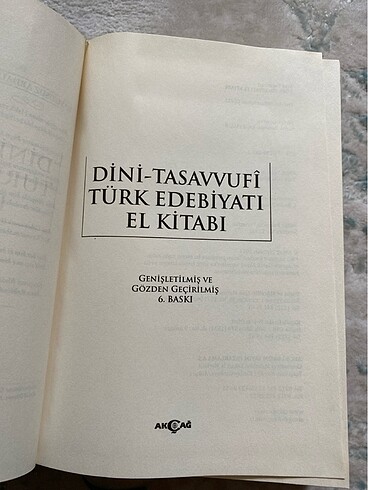 DİNİ-TASAVVUFÎ
TÜRK EDEBİYATI
EL KİTABI
GENİŞLETİLMİŞ VE
GÖZDEN GEÇİRİLMİŞ
6. BASKI
AKÇAĞ